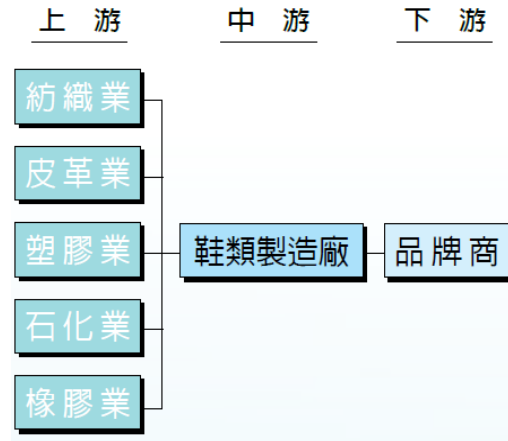 上 游 中 游 下 游
紡織業
皮革業
塑膠業 鞋類製造廠 品牌商
石化業
橡膠業